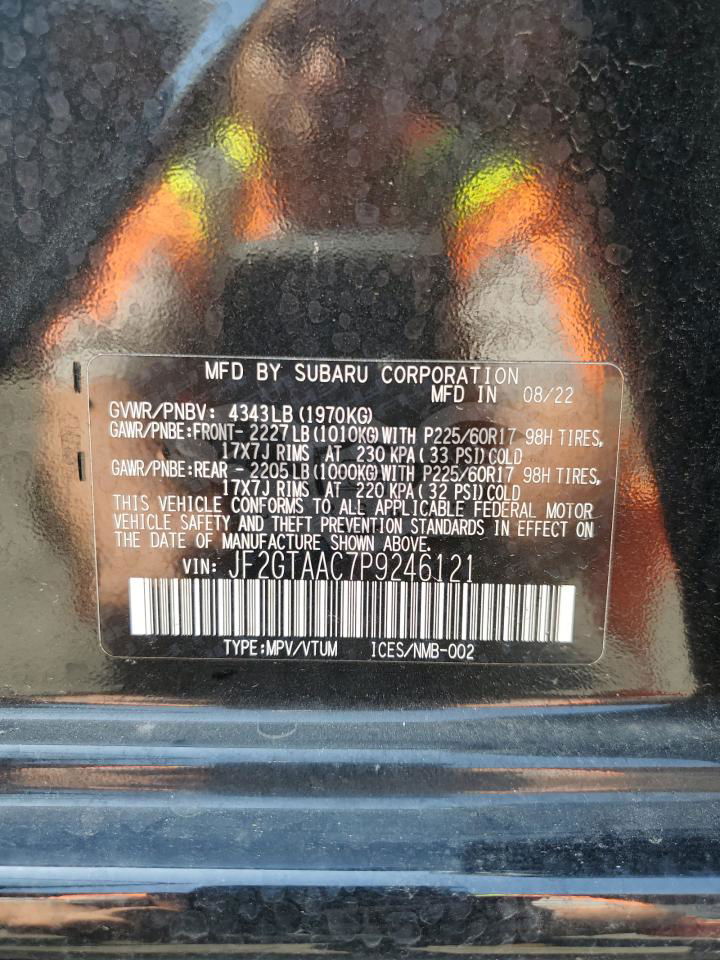 MFD BY SUBARU CORPORATION
MFD IN 08/22
GVWR/PNBV: 4343LB (1970KG)
GAWR/PNBE:FRONT- 2227LB(1010KG)WITH P225/60R17 98H TIRES,
17X7J RIMS AT 230 KPA( 33 PSI)COLD
GAWR/PNBE:REAR - 2205LB(1000KG)WITH P225/60R17 98H TIRES,
17X7J RIMS AT 220 KPA( 32 PSI)COLD
THIS VEHICLE CONFORMS TO ALL APPLICABLE FEDERAL MOTOR
VEHICLE SAFETY AND THEFT PREVENTION STANDARDS IN EFFECT ON
THE DATE OF MANUFACTURE SHOWN ABOVE.
VIN: JF2GTAAC7P9246121
TYPE:MPV/VTUM ICES/NMB-002